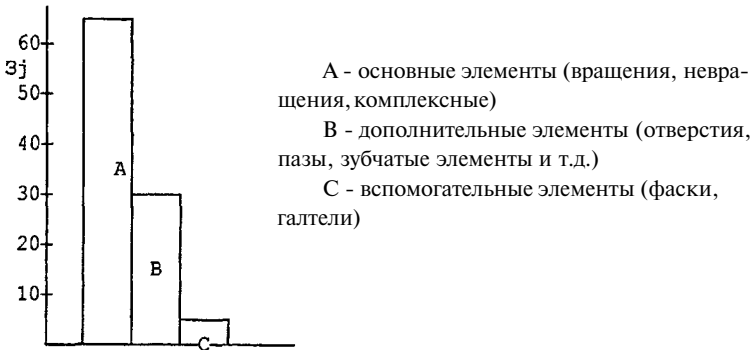 60
Зj
50
40
30
20
10
A
B
C
А - основные элементы (вращения, невра-
щения, комплексные)
В - дополнительные элементы (отверстия,
пазы, зубчатые элементы и т.д.)
С - вспомогательные элементы (фаски,
галтели)